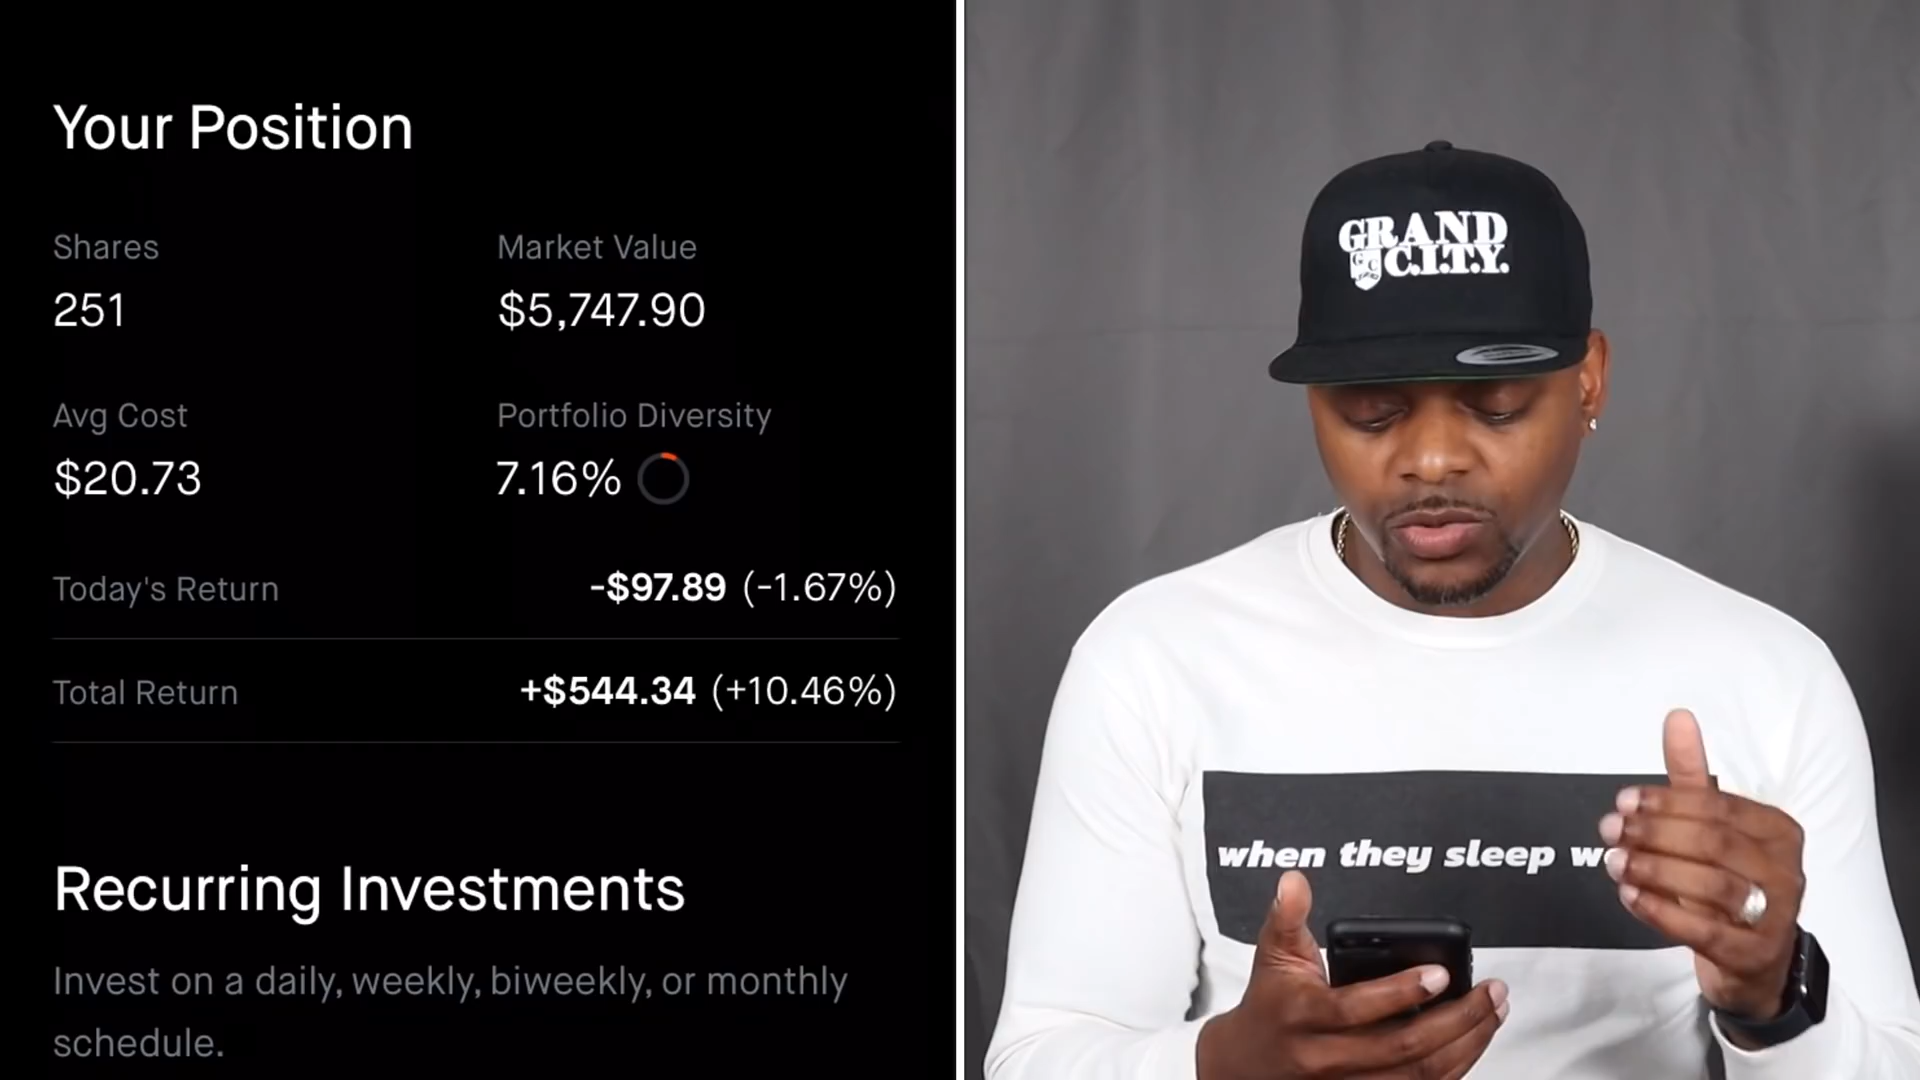 Your Position
Shares
Market Value
251
$5,747.90
Avg Cost
Portfolio Diversity
$20.73
7.16%
Today's Return
-$97.89 (-1.67%)
Total Return
+$544.34 (+10.46%)
Recurring Investments
Invest on a daily, weekly, biweekly, or monthly
schedule.
GRAND
GC
C.I.T.Y.
when they sleep